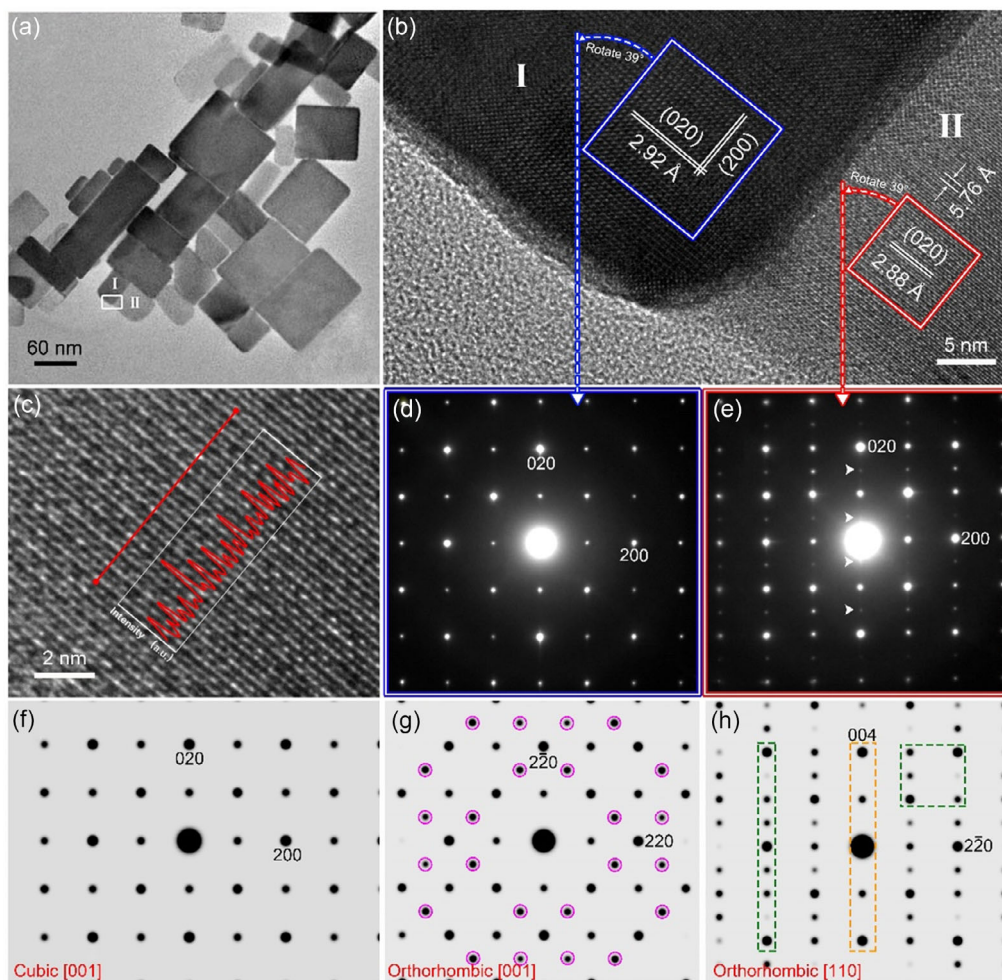 (a)
I
II
60 nm
(b)
I
Rotate 39°
(020)
2.92 Å
(200)
II
Rotate 39°
5.76 Å
(020)
2.88 Å
5 nm
(c)
Intensity (a.u.)
2 nm
(d)
020
200
(e)
020
200
(f)
020
200
Cubic [001]
(g)
22̅0
220
Orthorhombic [001]
(h)
004
22̅0
Orthorhombic [110]